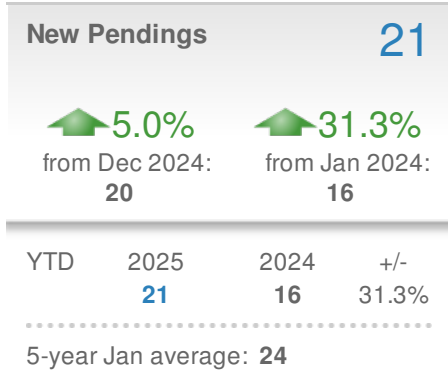 New Pendings 21
5.0% 31.3%
from Dec 2024: from Jan 2024:
20 16
YTD 2025 2024 +/-
21 16 31.3%
5-year Jan average: 24